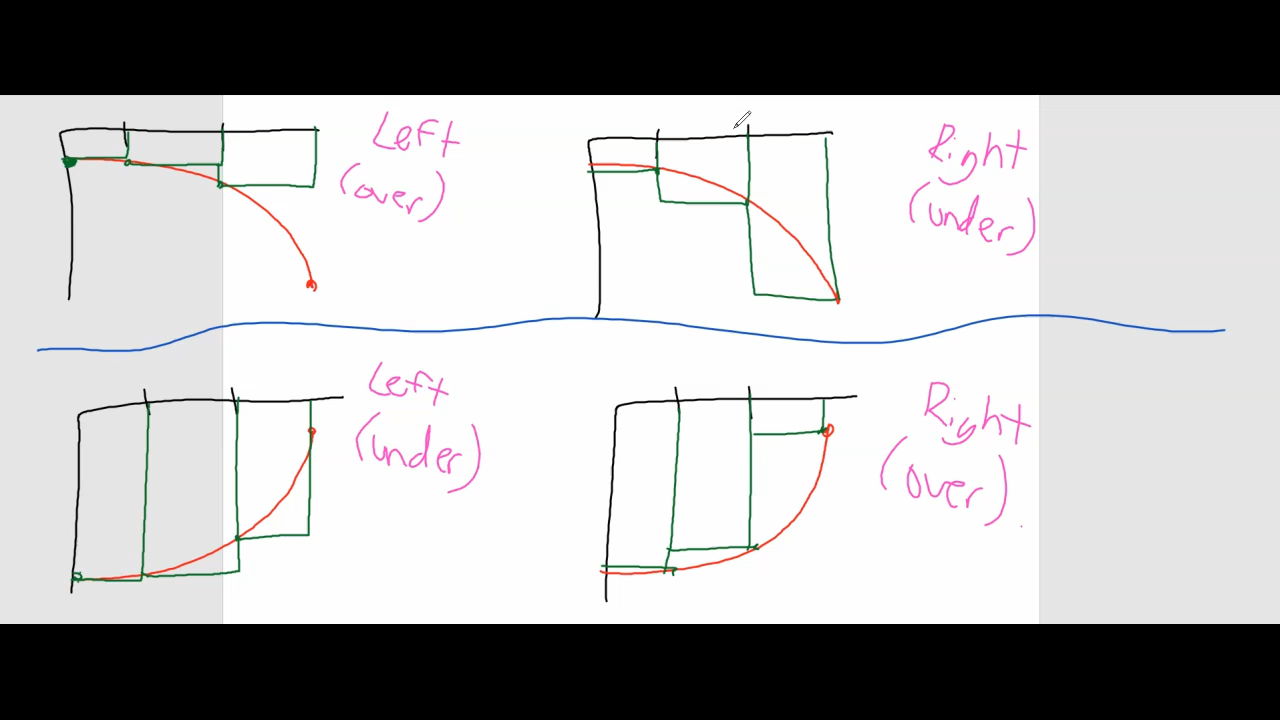 Left
(over)
Right
(under)
Left
(under)
Right
(over).